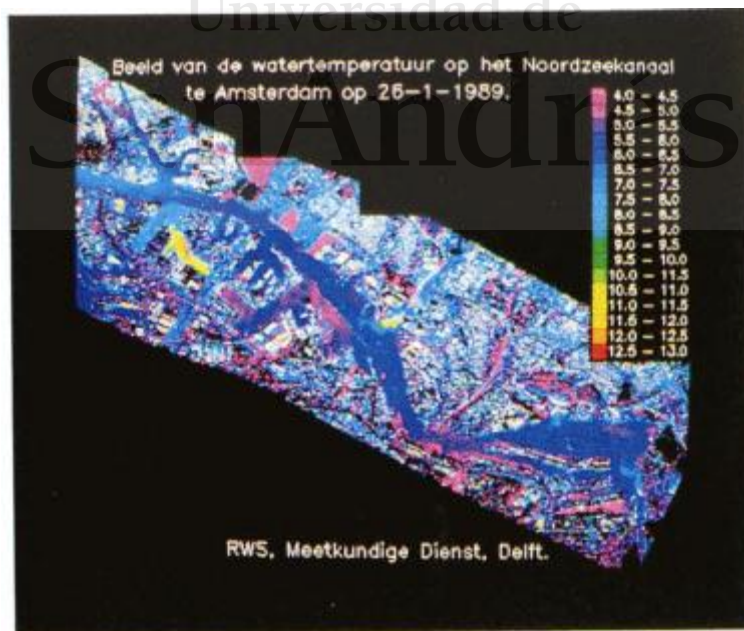 Universidad de
SanAndrés
Beeld van de watertemperatuur op het Noordzeekanaal
te Amsterdam op 26-1-1989.
4.0 - 4.5
4.5 - 5.0
5.0 - 5.5
5.5 - 6.0
6.0 - 6.5
6.5 - 7.0
7.0 - 7.5
7.5 - 8.0
8.0 - 8.5
8.5 - 9.0
9.0 - 9.5
9.5 - 10.0
10.0 - 11.5
10.5 - 11.0
11.0 - 11.5
11.5 - 12.0
12.0 - 12.5
12.5 - 13.0
RWS, Meetkundige Dienst, Delft.